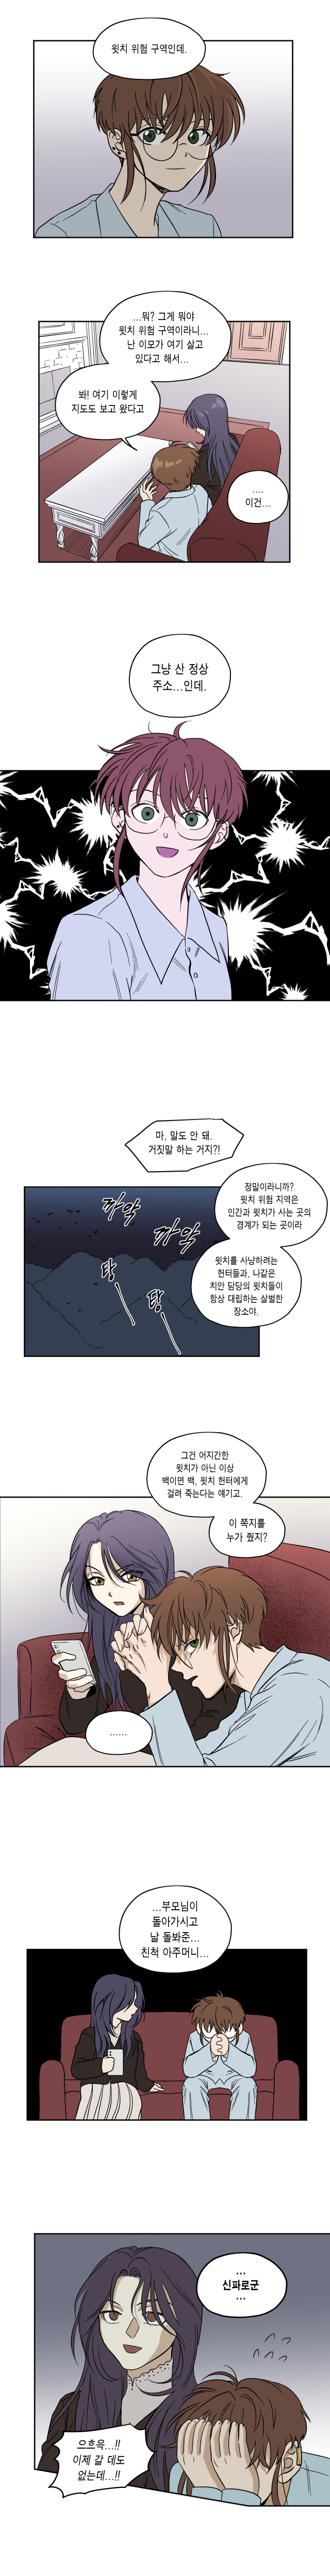 윗치 위험 구역인데.
...뭐? 그게 뭐야
윗치 위험 구역이라니...
난 이모가 여기 살고
있다고 해서...
봐! 여기 이렇게
지도도 보고 왔다고
....
이건...
그냥 산 정상
주소...인데.
마, 말도 안 돼.
거짓말 하는 거지?!
정말이라니까?
윗치 위험 지역은
인간과 윗치가 사는 곳의
경계가 되는 곳이라
까악
까악
탕
탕
윗치를 사냥하려는
헌터들과, 나같은
치안 담당의 윗치들이
항상 대립하는 살벌한
장소야.
그건 어지간한
윗치가 아닌 이상
백이면 백, 윗치 헌터에게
걸려 죽는다는 얘기고.
이 쪽지를
누가 줬지?
......
...부모님이
돌아가시고
날 돌봐준...
친척 아주머니...
...
신파로군
...
으흐흑...!!
이제 갈 데도
없는데...!!